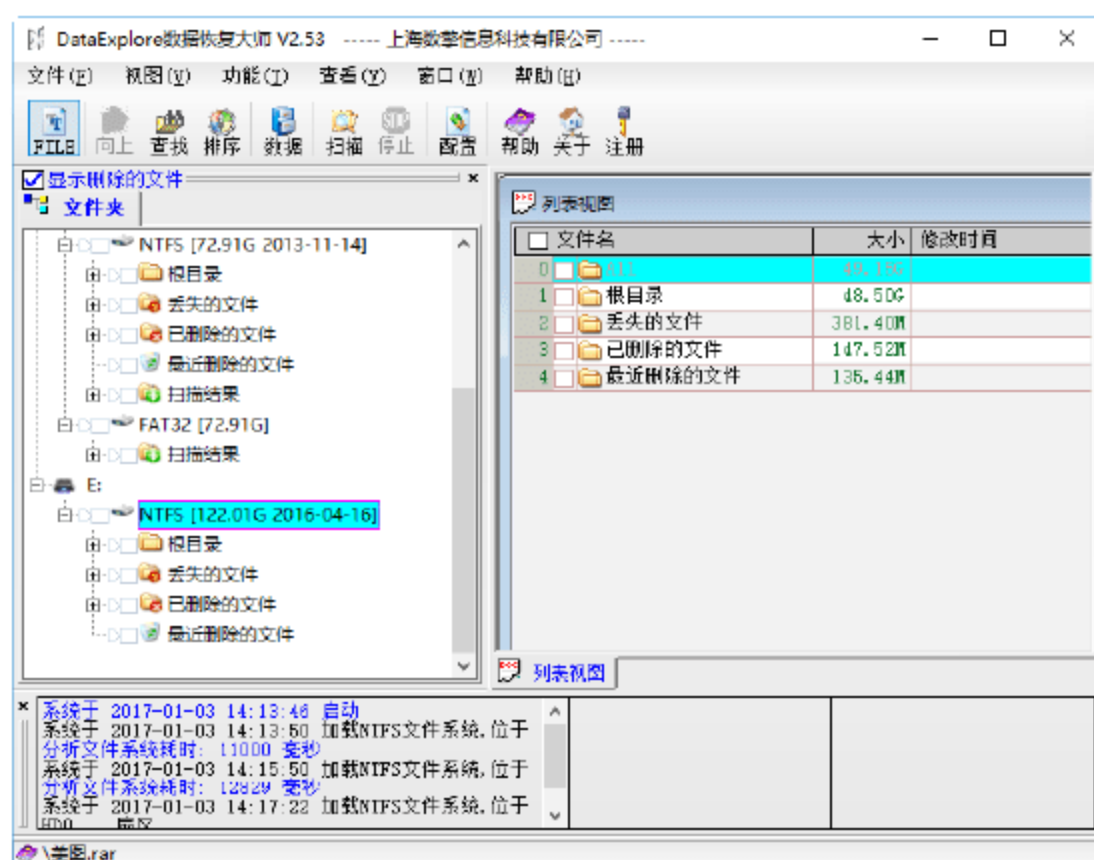 DataExplore数据恢复大师 V2.53 ----- 上海数擎信息科技有限公司 -----
文件(F) 视图(V) 功能(T) 查看(Y) 窗口(W) 帮助(H)
FILE 向上 查找 排序 数据 扫描 停止 配置 帮助 关于 注册
显示删除的文件
文件夹
NTFS [72.91G 2013-11-14]
根目录
丢失的文件
已删除的文件
最近删除的文件
扫描结果
FAT32 [72.91G]
扫描结果
E:
NTFS [122.01G 2016-04-16]
根目录
丢失的文件
已删除的文件
最近删除的文件
列表视图
文件名 大小 修改时间
0 ALL 49.15G
1 根目录 48.50G
2 丢失的文件 381.40M
3 已删除的文件 147.52M
4 最近删除的文件 135.44M
列表视图
系统于 2017-01-03 14:13:46 启动
系统于 2017-01-03 14:13:50 加载NTFS文件系统,位于
分析文件系统耗时: 11000 毫秒
系统于 2017-01-03 14:15:50 加载NTFS文件系统,位于
分析文件系统耗时: 12829 毫秒
系统于 2017-01-03 14:17:22 加载NTFS文件系统,位于
HD0 扇区
\美图.rar